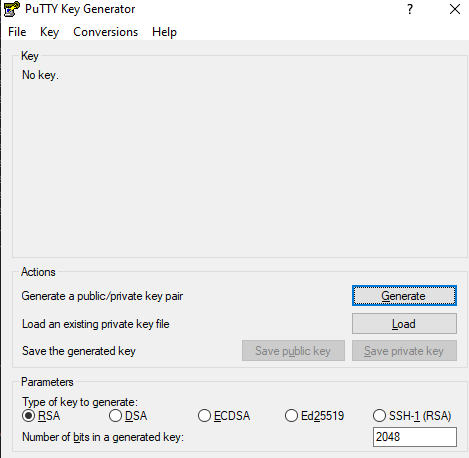 PuTTY Key Generator ? ×
File Key Conversions Help
Key
No key.
Actions
Generate a public/private key pair Generate
Load an existing private key file Load
Save the generated key Save public key Save private key
Parameters
Type of key to generate:
RSA DSA ECDSA Ed25519 SSH-1 (RSA)
Number of bits in a generated key: 2048